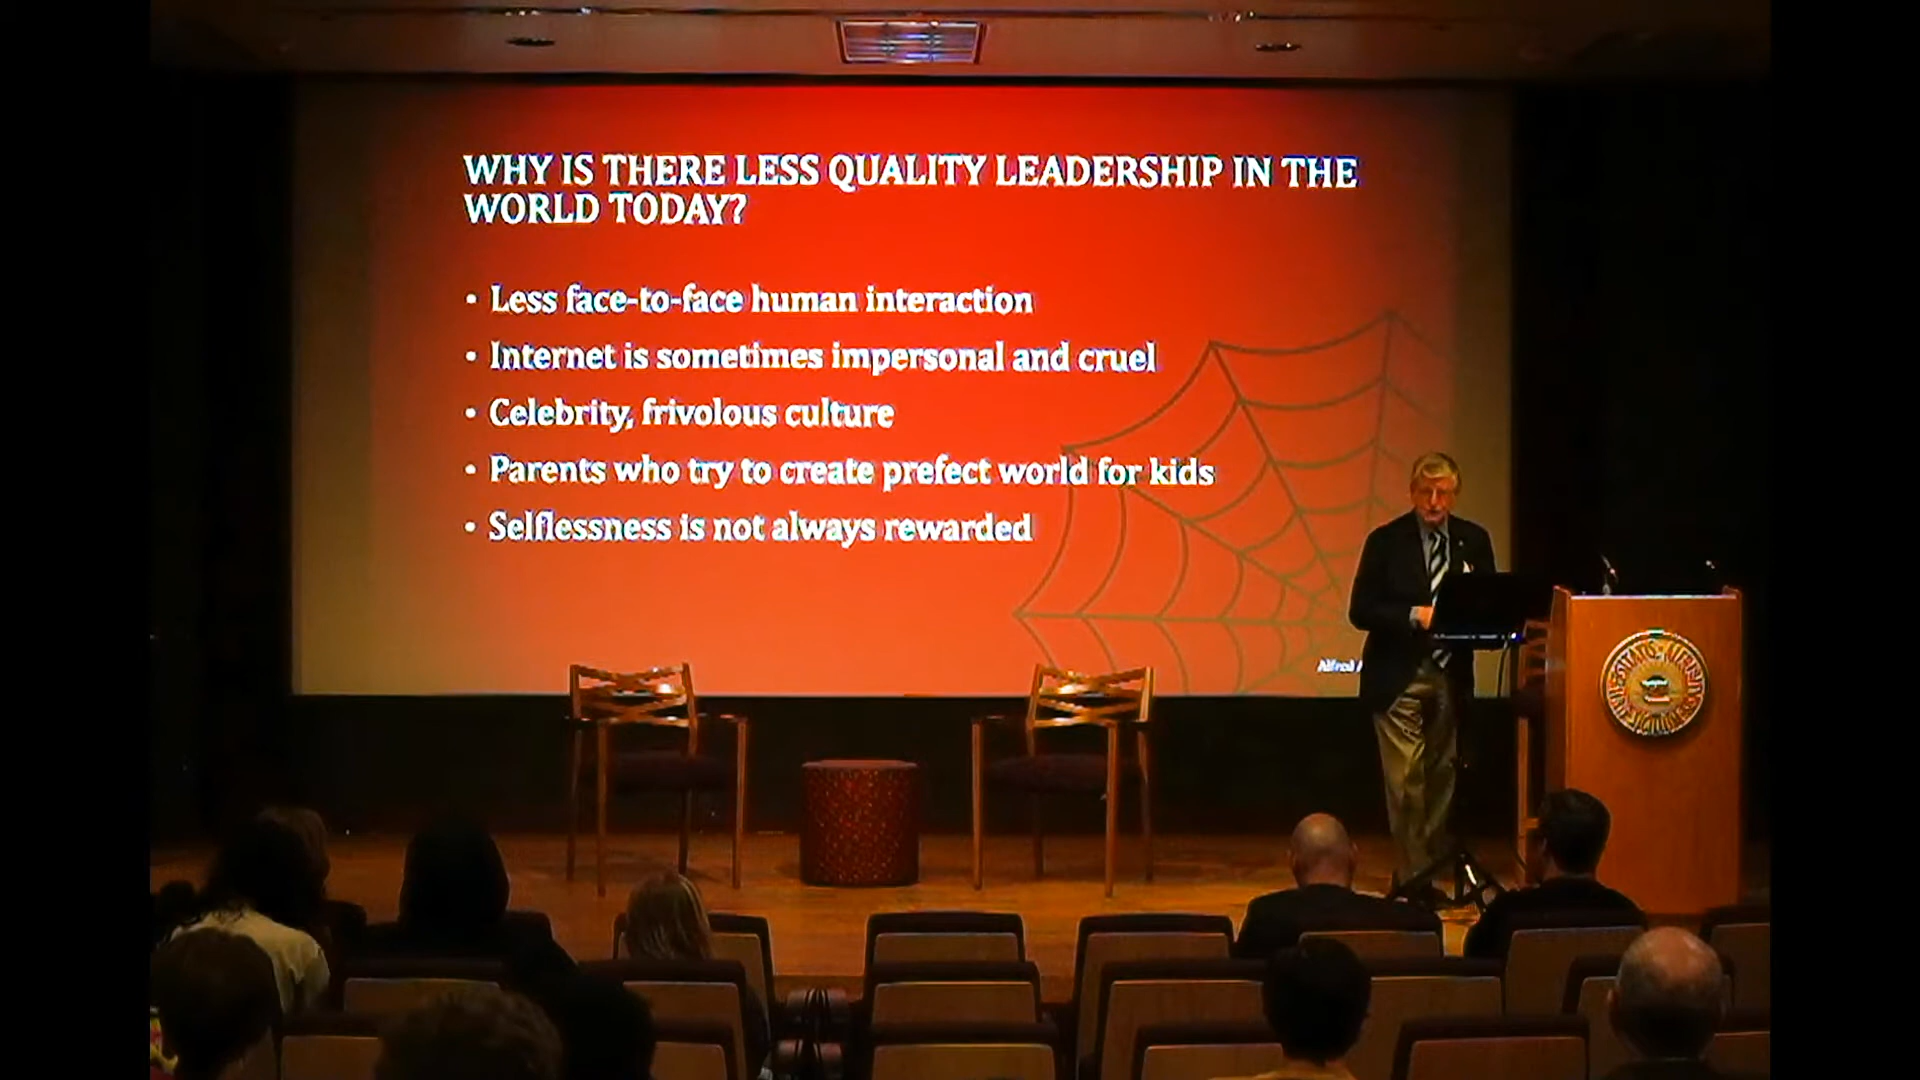 WHY IS THERE LESS QUALITY LEADERSHIP IN THE
WORLD TODAY?
• Less face-to-face human interaction
• Internet is sometimes impersonal and cruel
• Celebrity, frivolous culture
• Parents who try to create prefect world for kids
• Selflessness is not always rewarded
Alfred